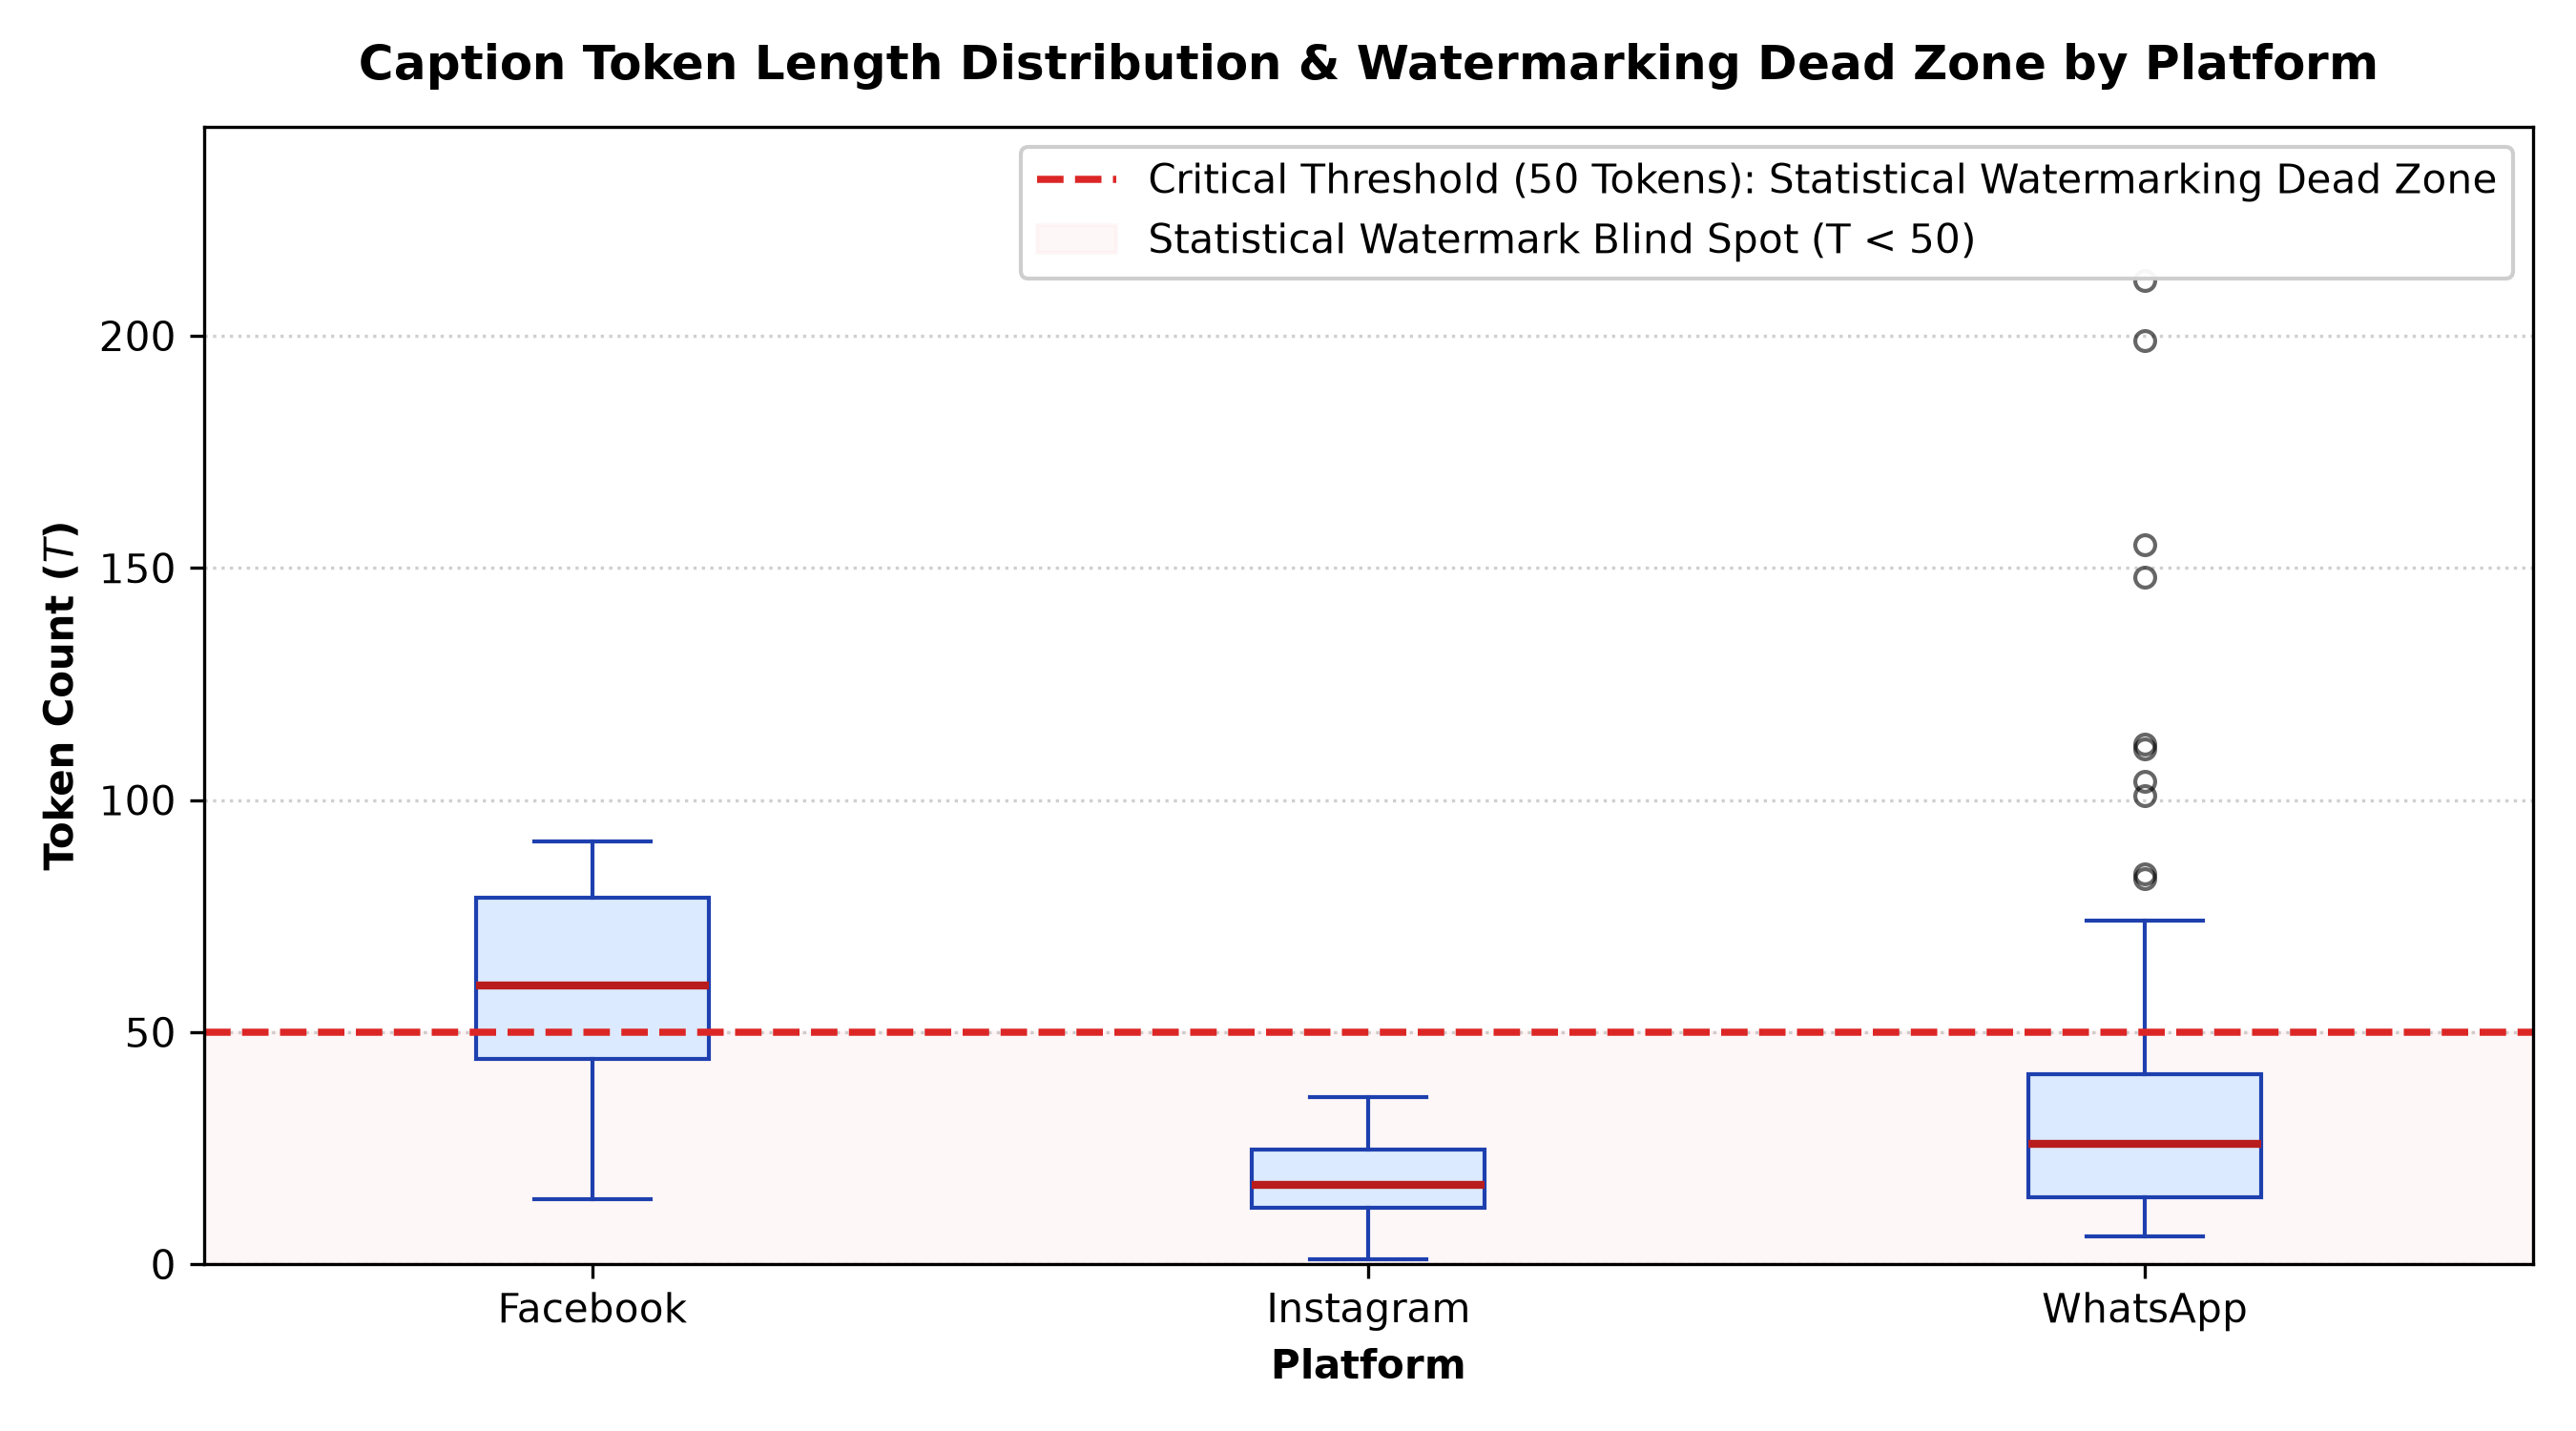 Caption Token Length Distribution & Watermarking Dead Zone by Platform
Critical Threshold (50 Tokens): Statistical Watermarking Dead Zone
Statistical Watermark Blind Spot (T < 50)
Token Count (T)
200
150
100
50
0
Facebook
Instagram
WhatsApp
Platform